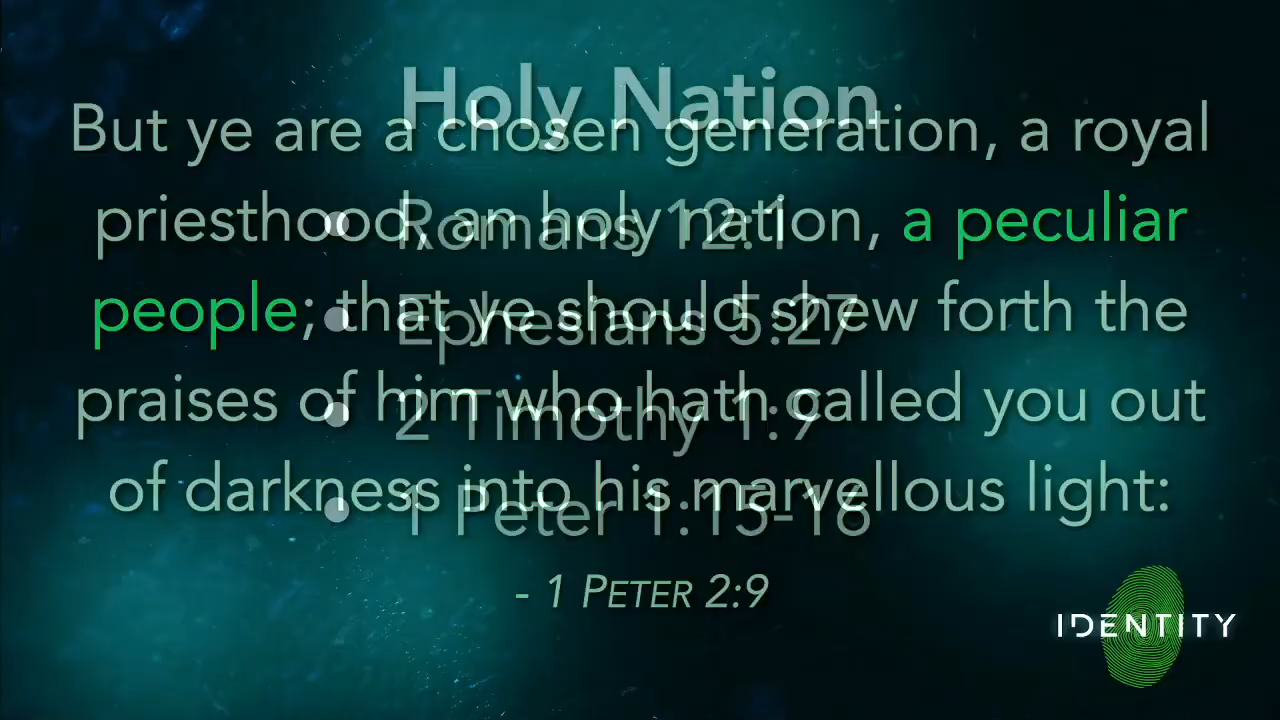 Holy Nation
• Romans 12:1
• Ephesians 5:27
• 2 Timothy 1:9
• 1 Peter 1:15-16
But ye are a chosen generation, a royal
priesthood, an holy nation, a peculiar
people; that ye should shew forth the
praises of him who hath called you out
of darkness into his marvellous light:
- 1 PETER 2:9
IDENTITY